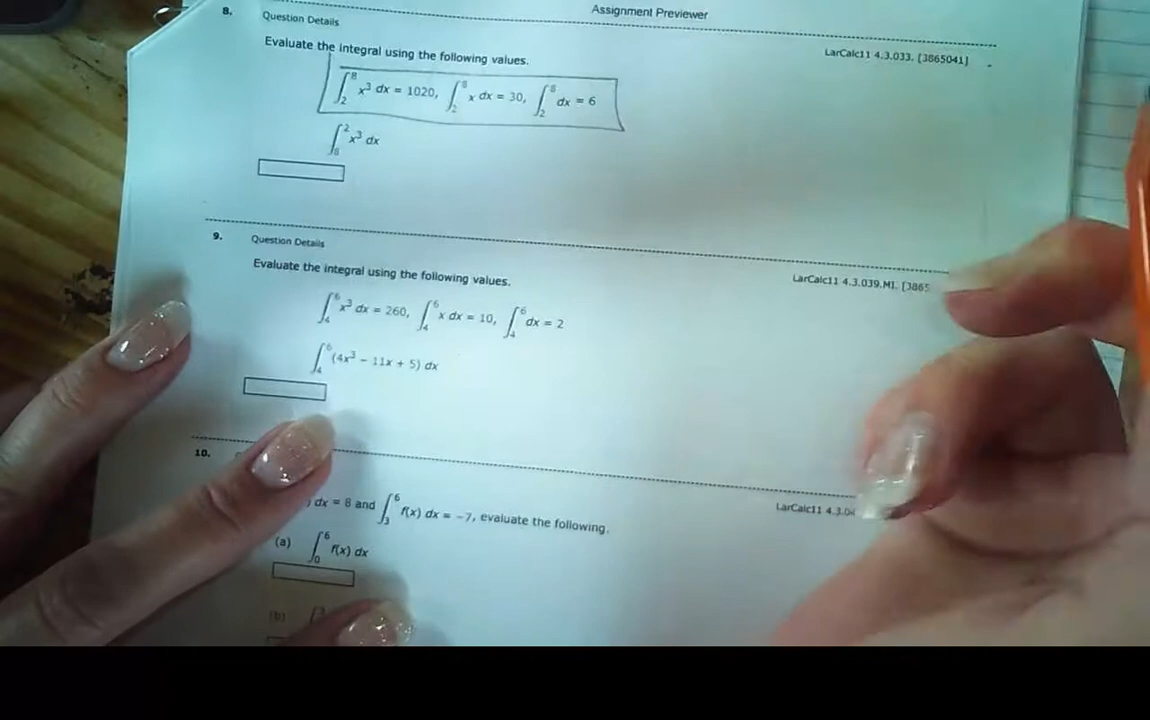 Assignment Previewer
8. Question Details LarCalc11 4.3.033. [3865041]
Evaluate the integral using the following values.
∫₂⁸ x³ dx = 1020, ∫₂⁸ x dx = 30, ∫₂⁸ dx = 6
∫₈² x³ dx
9. Question Details LarCalc11 4.3.039.MI. [3865
Evaluate the integral using the following values.
∫₄⁶ x³ dx = 260, ∫₄⁶ x dx = 10, ∫₄⁶ dx = 2
∫₄⁶ (4x³ − 11x + 5) dx
10. LarCalc11 4.3.04
) dx = 8 and ∫₃⁶ f(x) dx = −7, evaluate the following.
(a) ∫₀⁶ f(x) dx
(b) ∫³